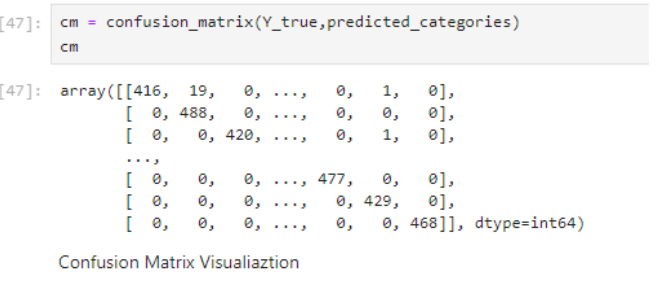 [47]: cm = confusion_matrix(Y_true,predicted_categories)
cm
[47]: array([[416, 19, 0, ..., 0, 1, 0],
[ 0, 488, 0, ..., 0, 0, 0],
[ 0, 0, 420, ..., 0, 1, 0],
...,
[ 0, 0, 0, ..., 477, 0, 0],
[ 0, 0, 0, ..., 0, 429, 0],
[ 0, 0, 0, ..., 0, 0, 468]], dtype=int64)
Confusion Matrix Visualiaztion